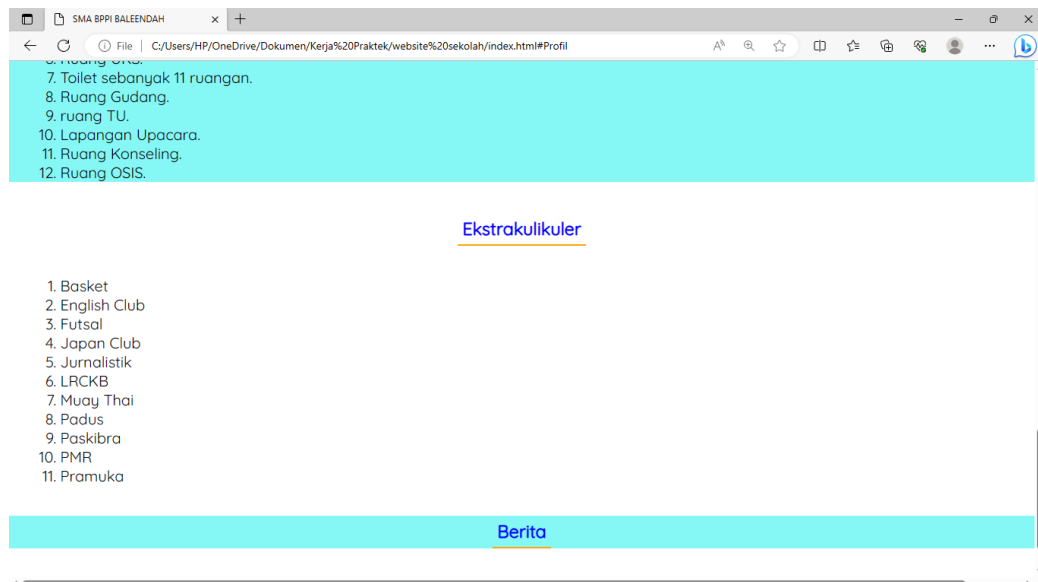 SMA BPPI BALEENDAH
File C:/Users/HP/OneDrive/Dokumen/Kerja%20Praktek/website%20sekolah/index.html#Profil
6. Ruang UKS.
7. Toilet sebanyak 11 ruangan.
8. Ruang Gudang.
9. ruang TU.
10. Lapangan Upacara.
11. Ruang Konseling.
12. Ruang OSIS.
Ekstrakulikuler
1. Basket
2. English Club
3. Futsal
4. Japan Club
5. Jurnalistik
6. LRCKB
7. Muay Thai
8. Padus
9. Paskibra
10. PMR
11. Pramuka
Berita